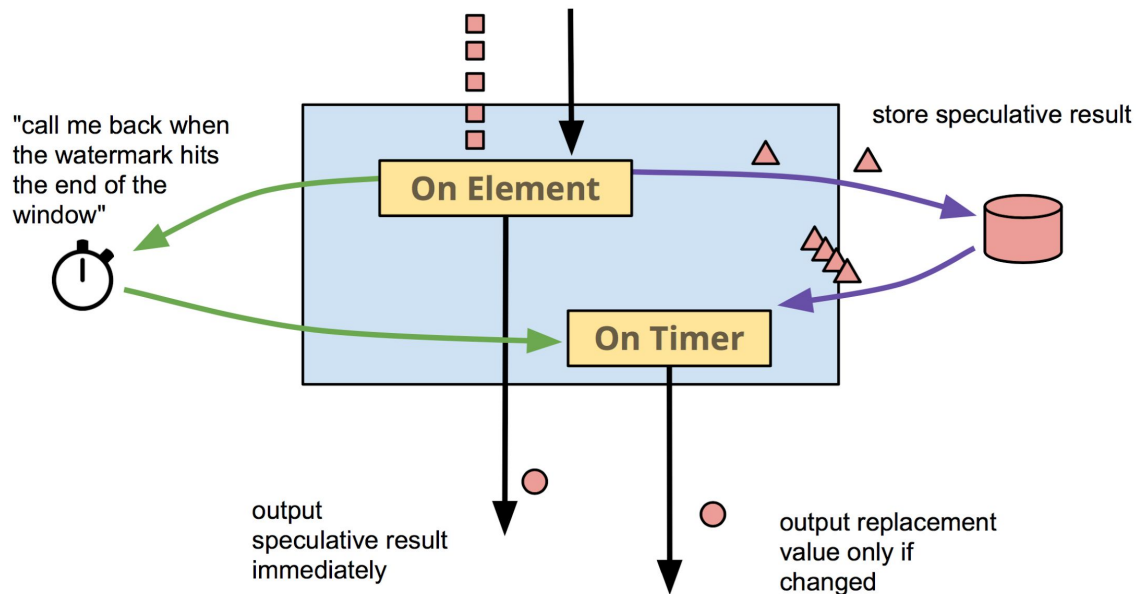 "call me back when
the watermark hits
the end of the
window"
store speculative result
On Element
On Timer
output
speculative result
immediately
output replacement
value only if
changed